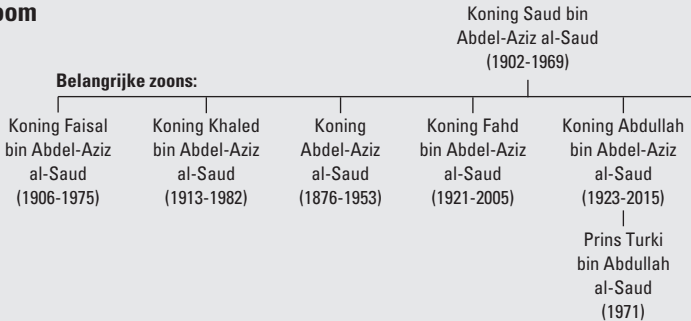 oom
Koning Saud bin
Abdel-Aziz al-Saud
(1902-1969)
Belangrijke zoons:
Koning Faisal
bin Abdel-Aziz
al-Saud
(1906-1975)
Koning Khaled
bin Abdel-Aziz
al-Saud
(1913-1982)
Koning
Abdel-Aziz
al-Saud
(1876-1953)
Koning Fahd
bin Abdel-Aziz
al-Saud
(1921-2005)
Koning Abdullah
bin Abdel-Aziz
al-Saud
(1923-2015)
Prins Turki
bin Abdullah
al-Saud
(1971)